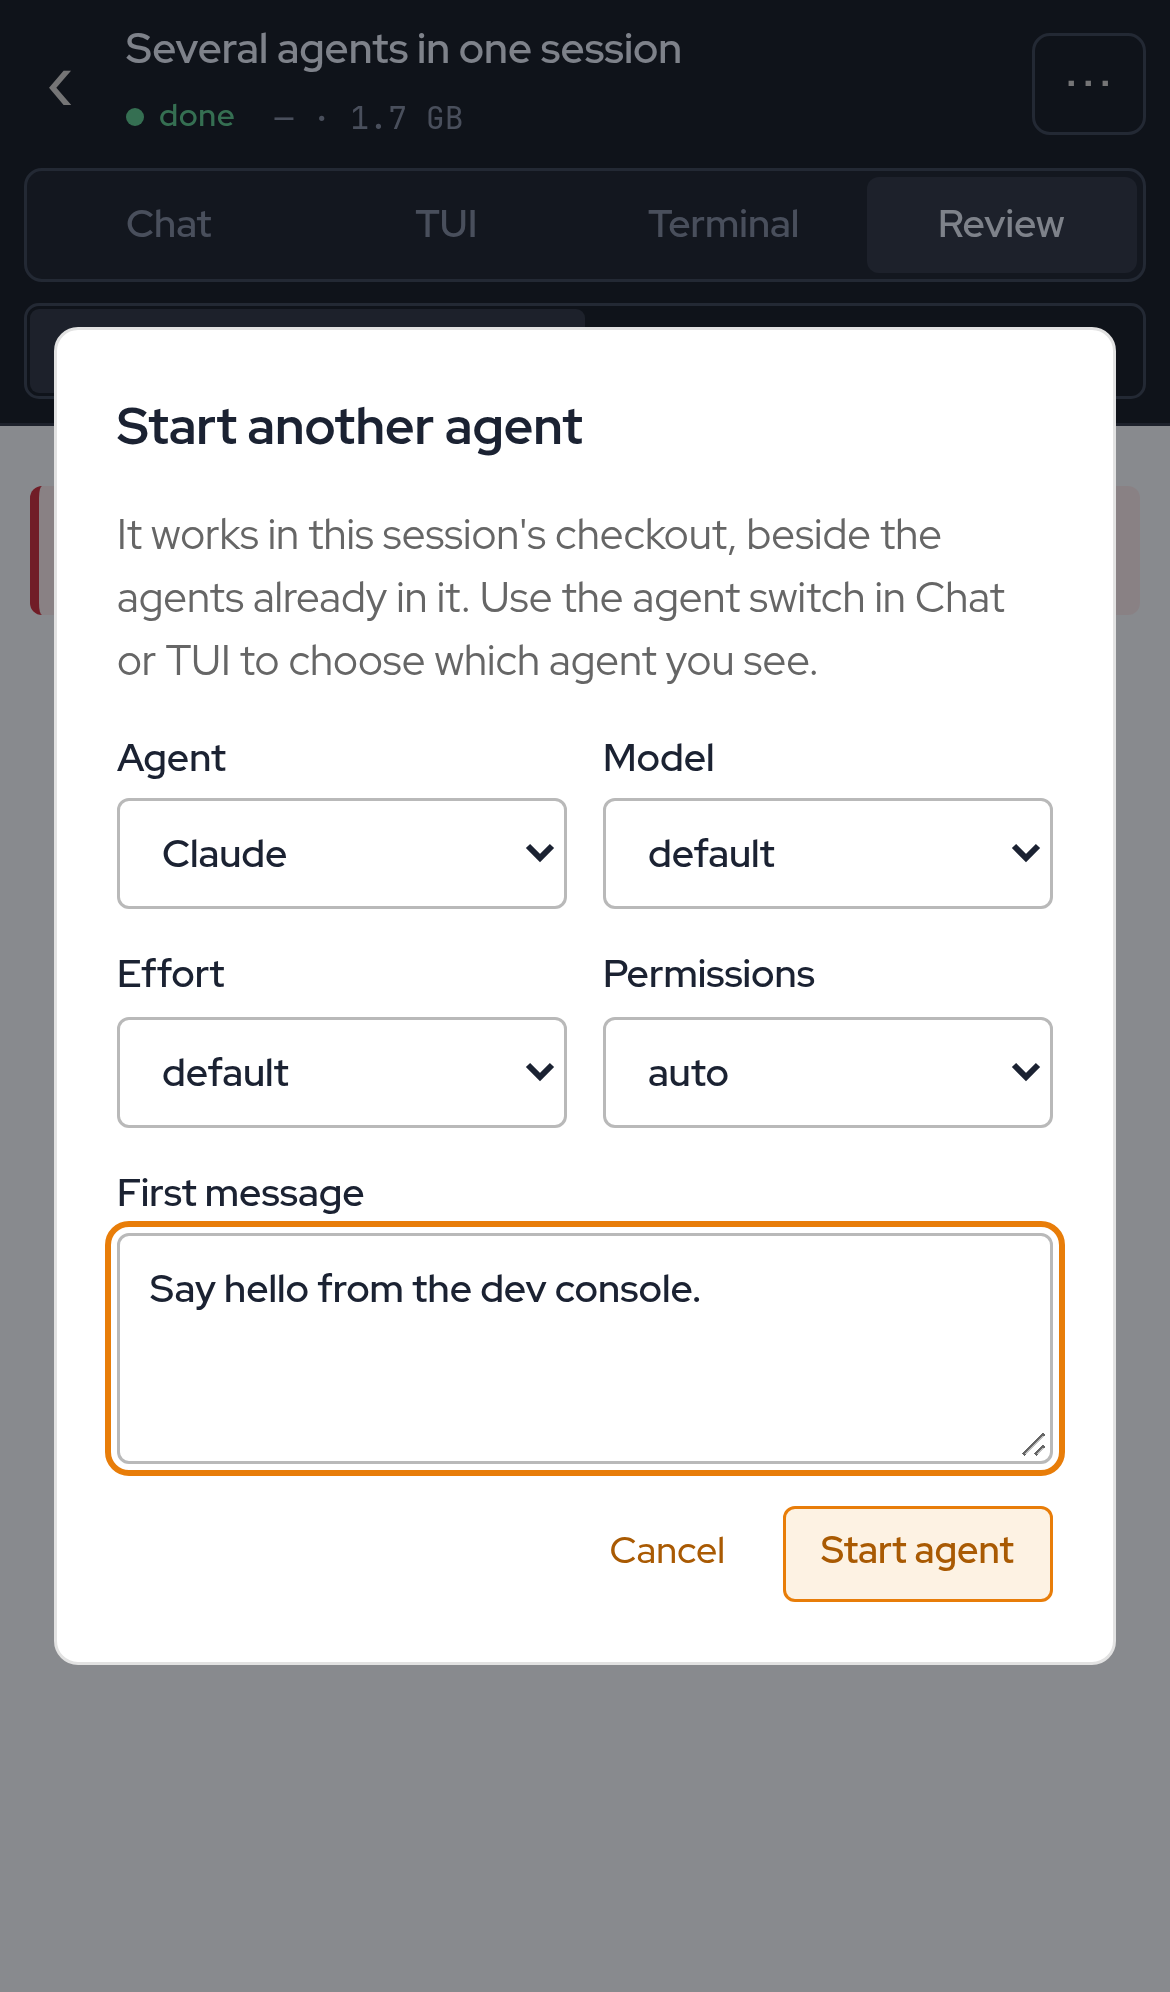 Several agents in one session
done — · 1.7 GB
...
Chat TUI Terminal Review
Start another agent
It works in this session's checkout, beside the
agents already in it. Use the agent switch in Chat
or TUI to choose which agent you see.
Agent Model
Claude default
Effort Permissions
default auto
First message
Say hello from the dev console.
Cancel Start agent